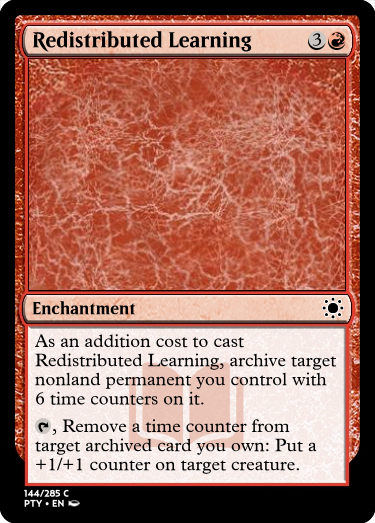 Redistributed Learning 3
Enchantment
As an addition cost to cast
Redistributed Learning, archive target
nonland permanent you control with
6 time counters on it.
, Remove a time counter from
target archived card you own: Put a
+1/+1 counter on target creature.
144/285 C
PTY • EN